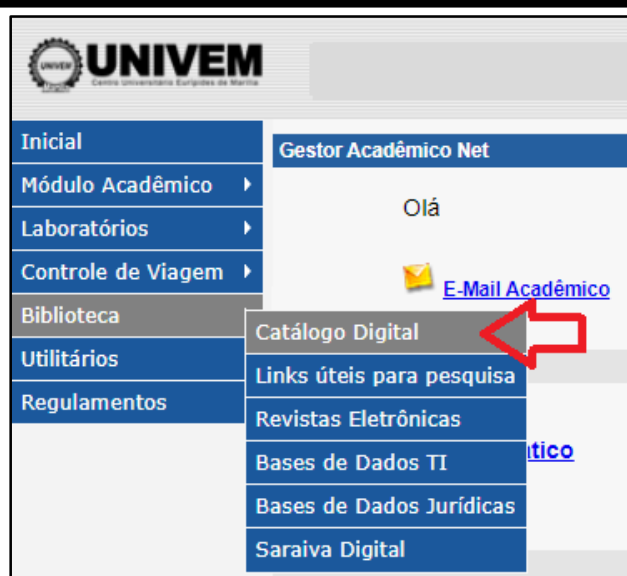 UNIVEM
Centro Universitário Eurípides de Marília
Inicial
Módulo Acadêmico
Laboratórios
Controle de Viagem
Biblioteca
Utilitários
Regulamentos
Gestor Acadêmico Net
Olá
E-Mail Acadêmico
Catálogo Digital
Links úteis para pesquisa
Revistas Eletrônicas
Bases de Dados TI
Bases de Dados Jurídicas
Saraiva Digital
ático